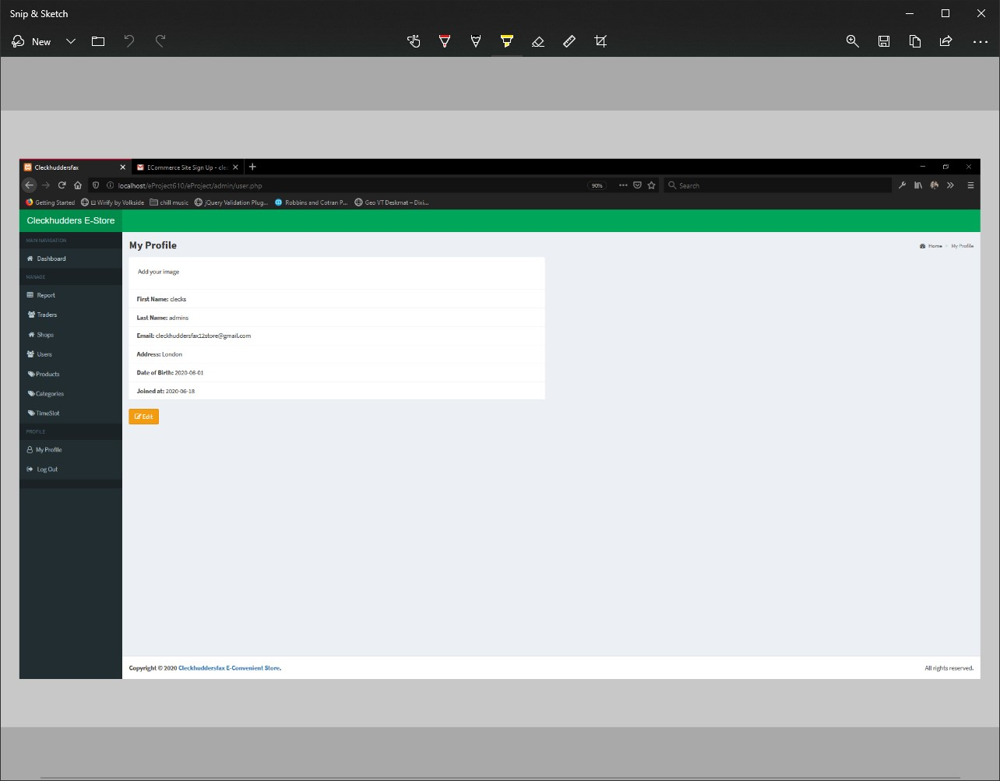 Snip & Sketch
New
Cleckhuddersfax
ECommerce Site Sign Up - cle
localhost/eProject610/eProject/admin/user.php
90%
Search
Getting Started
Wirify by Volkside
chill music
jQuery Validation Plug...
Robbins and Cotran P...
Geo VT Deskmat – Dixi...
Cleckhudders E-Store
MAIN NAVIGATION
Dashboard
MANAGE
Report
Traders
Shops
Users
Products
Categories
TimeSlot
PROFILE
My Profile
Log Out
My Profile
Home > My Profile
Add your image
First Name: clecks
Last Name: admins
Email: cleckhuddersfax12store@gmail.com
Address: London
Date of Birth: 2020-06-01
Joined at: 2020-06-18
Edit
Copyright © 2020 Cleckhuddersfax E-Convenient Store.
All rights reserved.